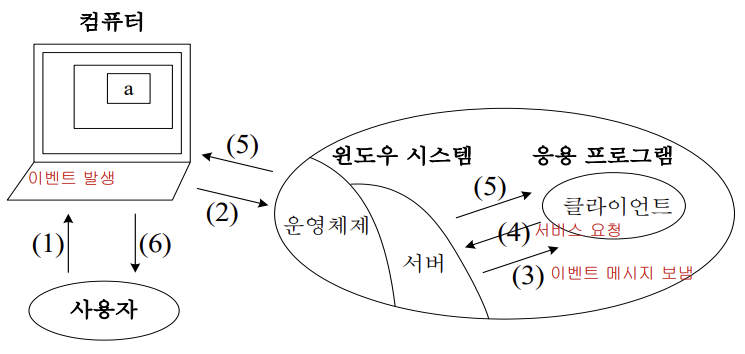 컴퓨터
a
이벤트 발생
(5)
(2)
(1)
(6)
사용자
윈도우 시스템
응용 프로그램
운영체제
서버
(5)
클라이언트
(4) 서비스 요청
(3) 이벤트 메시지 보냄